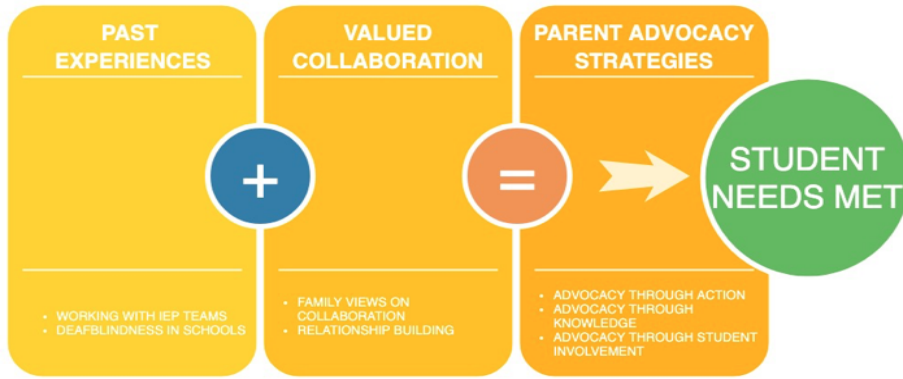 PAST
EXPERIENCES
• WORKING WITH IEP TEAMS
• DEAFBLINDNESS IN SCHOOLS
+
VALUED
COLLABORATION
• FAMILY VIEWS ON
COLLABORATION
• RELATIONSHIP BUILDING
=
PARENT ADVOCACY
STRATEGIES
• ADVOCACY THROUGH ACTION
• ADVOCACY THROUGH
KNOWLEDGE
• ADVOCACY THROUGH STUDENT
INVOLVEMENT
STUDENT
NEEDS MET